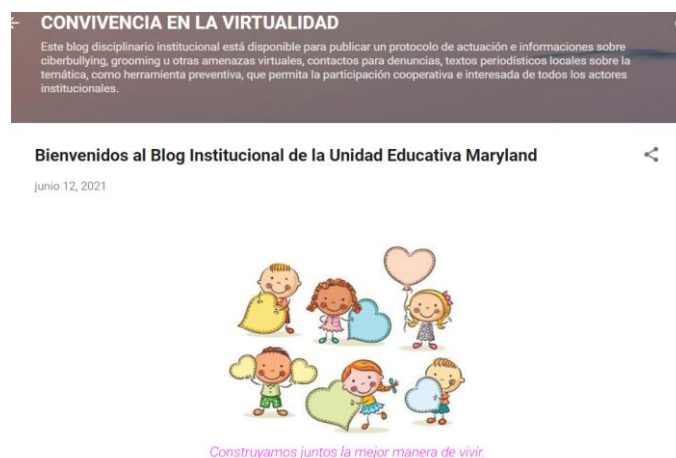 CONVIVENCIA EN LA VIRTUALIDAD
Este blog disciplinario institucional está disponible para publicar un protocolo de actuación e informaciones sobre
ciberbullying, grooming u otras amenazas virtuales, contactos para denuncias, textos periodísticos locales sobre la
temática, como herramienta preventiva, que permita la participación cooperativa e interesada de todos los actores
institucionales.
Bienvenidos al Blog Institucional de la Unidad Educativa Maryland
junio 12, 2021
Construyamos juntos la mejor manera de vivir.